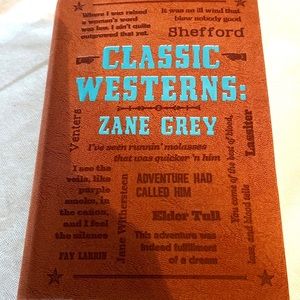 Where I was raised
a woman's word
was law. I ain't quite
outgrowed that yet.
It was an ill wind that
blew nobody good
Shefford
CLASSIC
WESTERNS:
ZANE GREY
Venters
Lassiter
I've seen runnin' molasses
that was quicker 'n him
I see the
veils, like
purple
smoke, in
the cañon,
and I feel
the silence
FAY LARKIN
Jane Withersteen
ADVENTURE HAD
CALLED HIM
Elder Tull
This adventure was
indeed fulfillment
of a dream
You come of the best of blood,